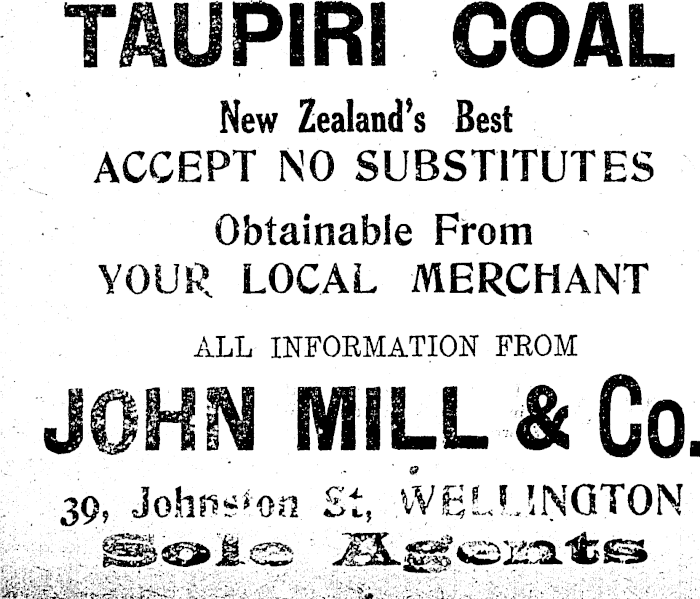 TAUPIRI COAL
New Zealand's Best
ACCEPT NO SUBSTITUTES
Obtainable From
YOUR LOCAL MERCHANT
ALL INFORMATION FROM
JOHN MILL & Co.
39, Johnston St, WELLINGTON
Sole Agents